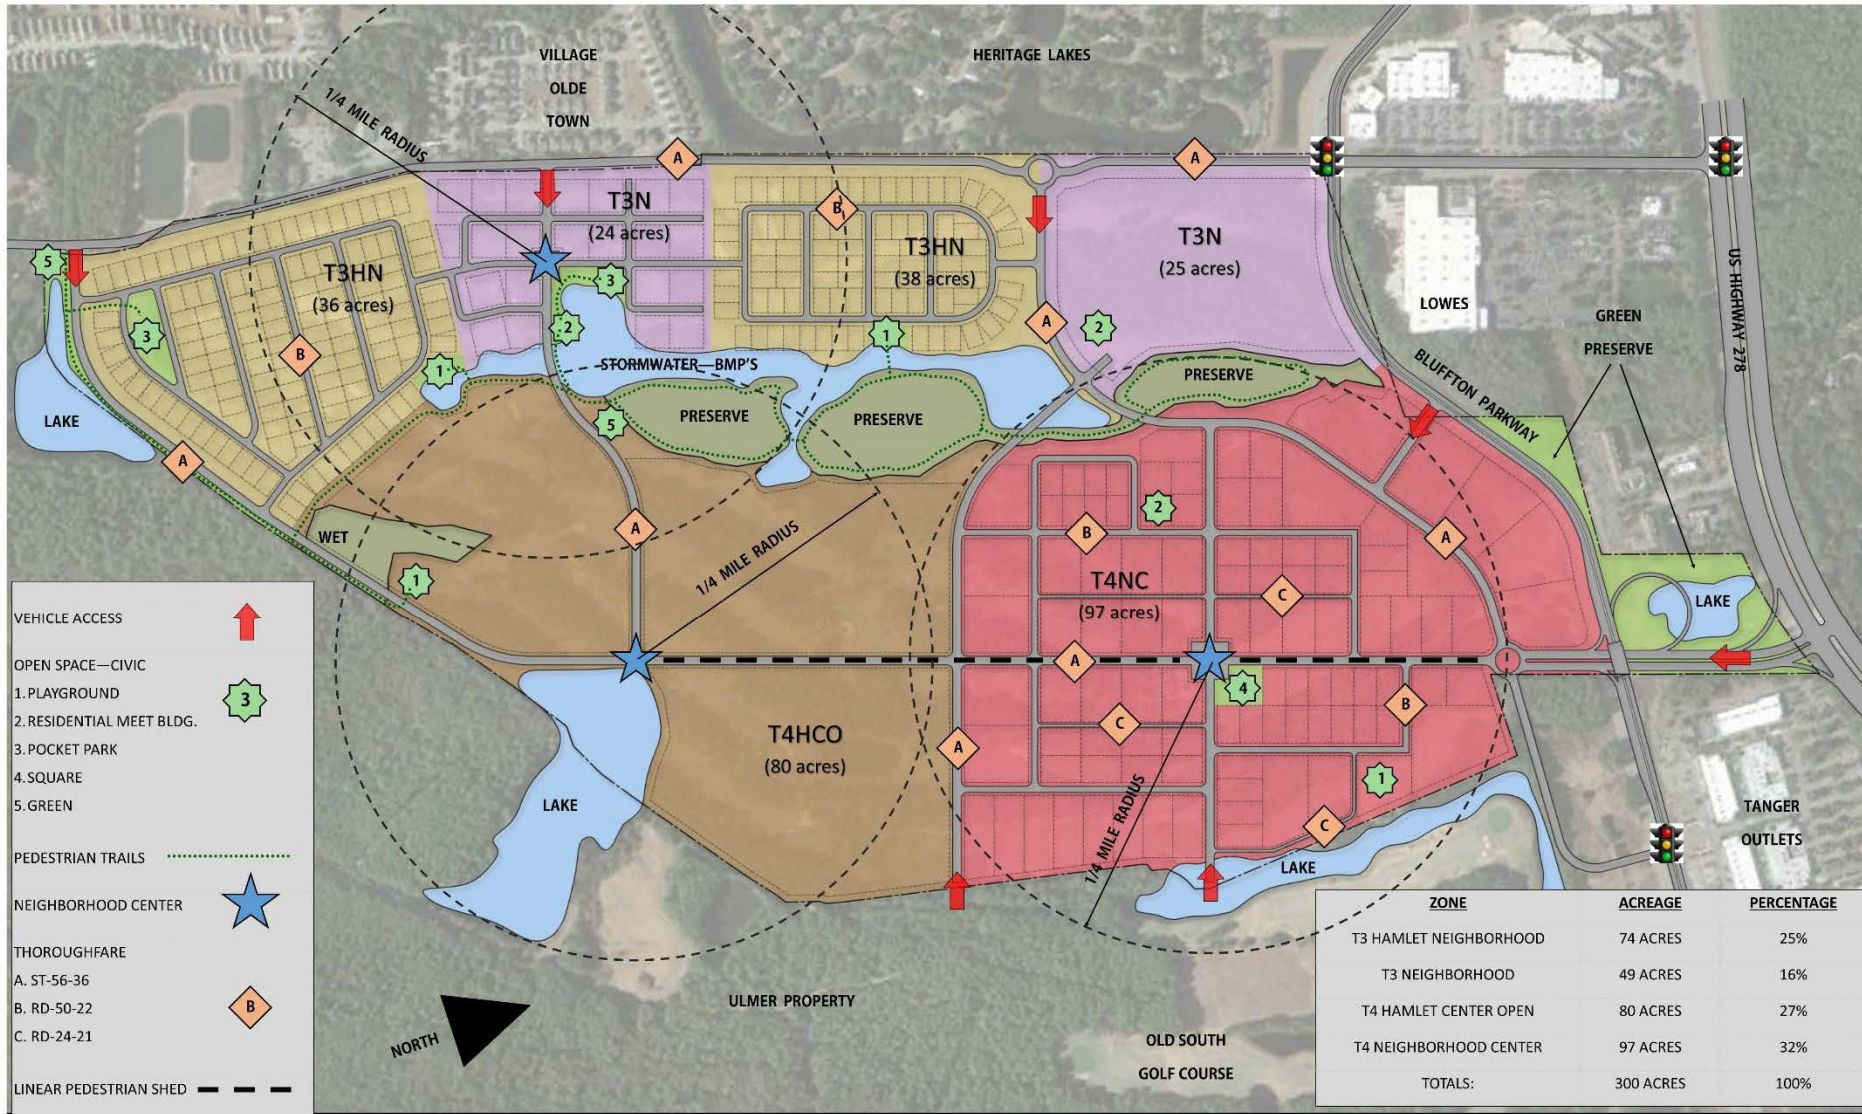 VILLAGE
OLDE
TOWN
HERITAGE LAKES
1/4 MILE RADIUS
A
A
T3N
(24 acres)
B
T3HN
(38 acres)
T3N
(25 acres)
5
T3HN
(36 acres)
3
LOWES
GREEN
PRESERVE
US HIGHWAY 278
3
B
2
1
A
2
1
STORMWATER—BMP'S
PRESERVE
BLUFFTON PARKWAY
LAKE
5
PRESERVE
PRESERVE
A
WET
A
1/4 MILE RADIUS
2
B
A
1
T4NC
(97 acres)
C
LAKE
A
4
B
T4HCO
(80 acres)
A
C
1
LAKE
C
1/4 MILE RADIUS
LAKE
TANGER
OUTLETS
VEHICLE ACCESS
OPEN SPACE—CIVIC
1.PLAYGROUND
2.RESIDENTIAL MEET BLDG.
3
3.POCKET PARK
4.SQUARE
5.GREEN
PEDESTRIAN TRAILS
NEIGHBORHOOD CENTER
THOROUGHFARE
A. ST-56-36
B. RD-50-22
B
C. RD-24-21
LINEAR PEDESTRIAN SHED
NORTH
ULMER PROPERTY
OLD SOUTH
GOLF COURSE
ZONE ACREAGE PERCENTAGE
T3 HAMLET NEIGHBORHOOD 74 ACRES 25%
T3 NEIGHBORHOOD 49 ACRES 16%
T4 HAMLET CENTER OPEN 80 ACRES 27%
T4 NEIGHBORHOOD CENTER 97 ACRES 32%
TOTALS: 300 ACRES 100%